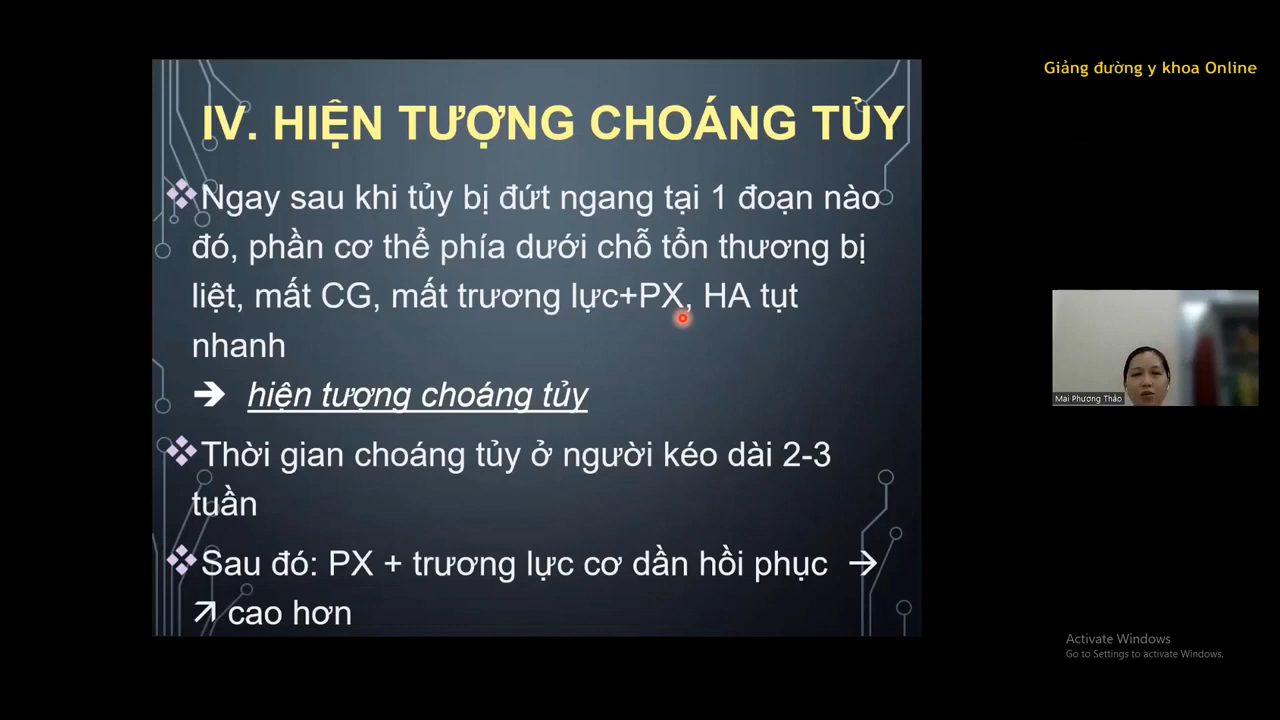 Giảng đường y khoa Online
IV. HIỆN TƯỢNG CHOÁNG TỦY
Ngay sau khi tủy bị đứt ngang tại 1 đoạn nào
đó, phần cơ thể phía dưới chỗ tổn thương bị
liệt, mất CG, mất trương lực+PX, HA tụt
nhanh
➔ hiện tượng choáng tủy
Thời gian choáng tủy ở người kéo dài 2-3
tuần
Sau đó: PX + trương lực cơ dần hồi phục →
↗ cao hơn
Mai Phương Thảo
Activate Windows
Go to Settings to activate Windows.